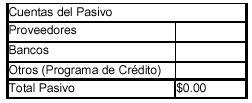 Cuentas del Pasivo
Proveedores
Bancos
Otros (Programa de Crédito)
Total Pasivo $0.00